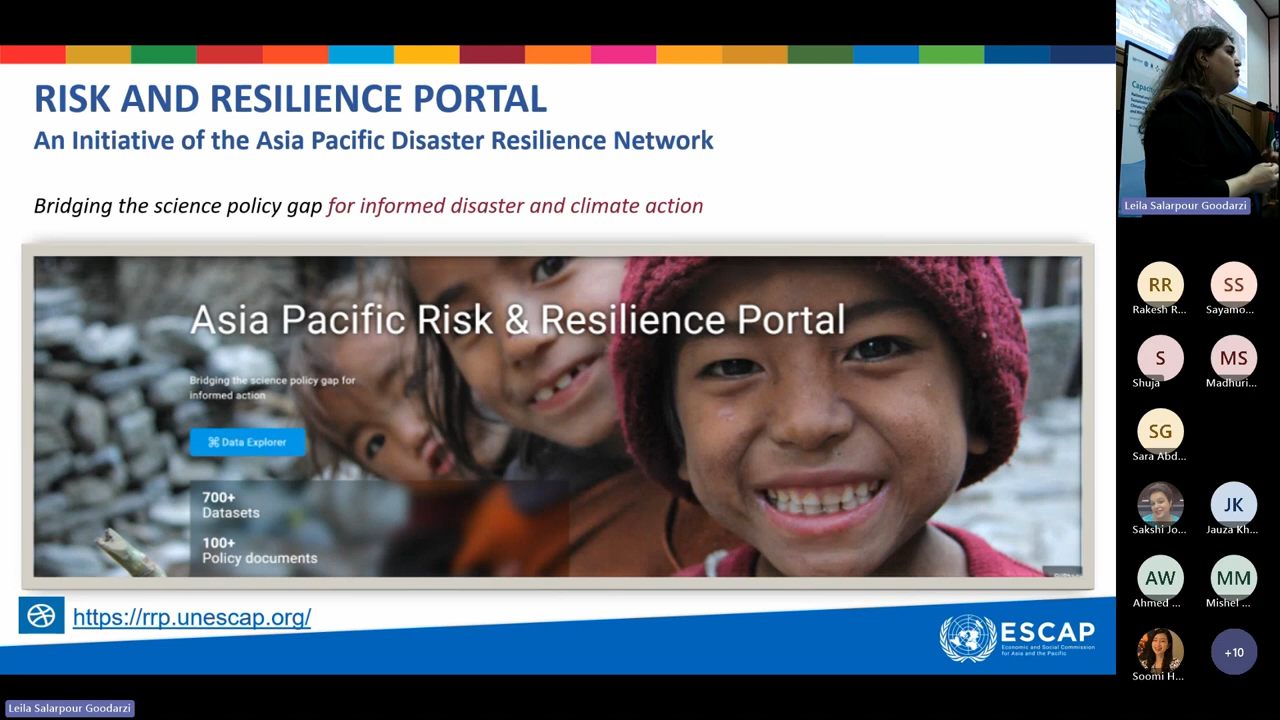 RISK AND RESILIENCE PORTAL
An Initiative of the Asia Pacific Disaster Resilience Network
Bridging the science policy gap for informed disaster and climate action
Asia Pacific Risk & Resilience Portal
Bridging the science policy gap for
informed action
Data Explorer
700+
Datasets
100+
Policy documents
https://rrp.unescap.org/
ESCAP
Economic and Social Commission
for Asia and the Pacific
Leila Salarpour Goodarzi
Leila Salarpour Goodarzi
RR
Rakesh R...
SS
Sayamo...
S
Shuja
MS
Madhuri...
SG
Sara Abd...
Sakshi Jo...
JK
Jauza Kh...
AW
Ahmed ...
MM
Mishel ...
Soomi H...
+10